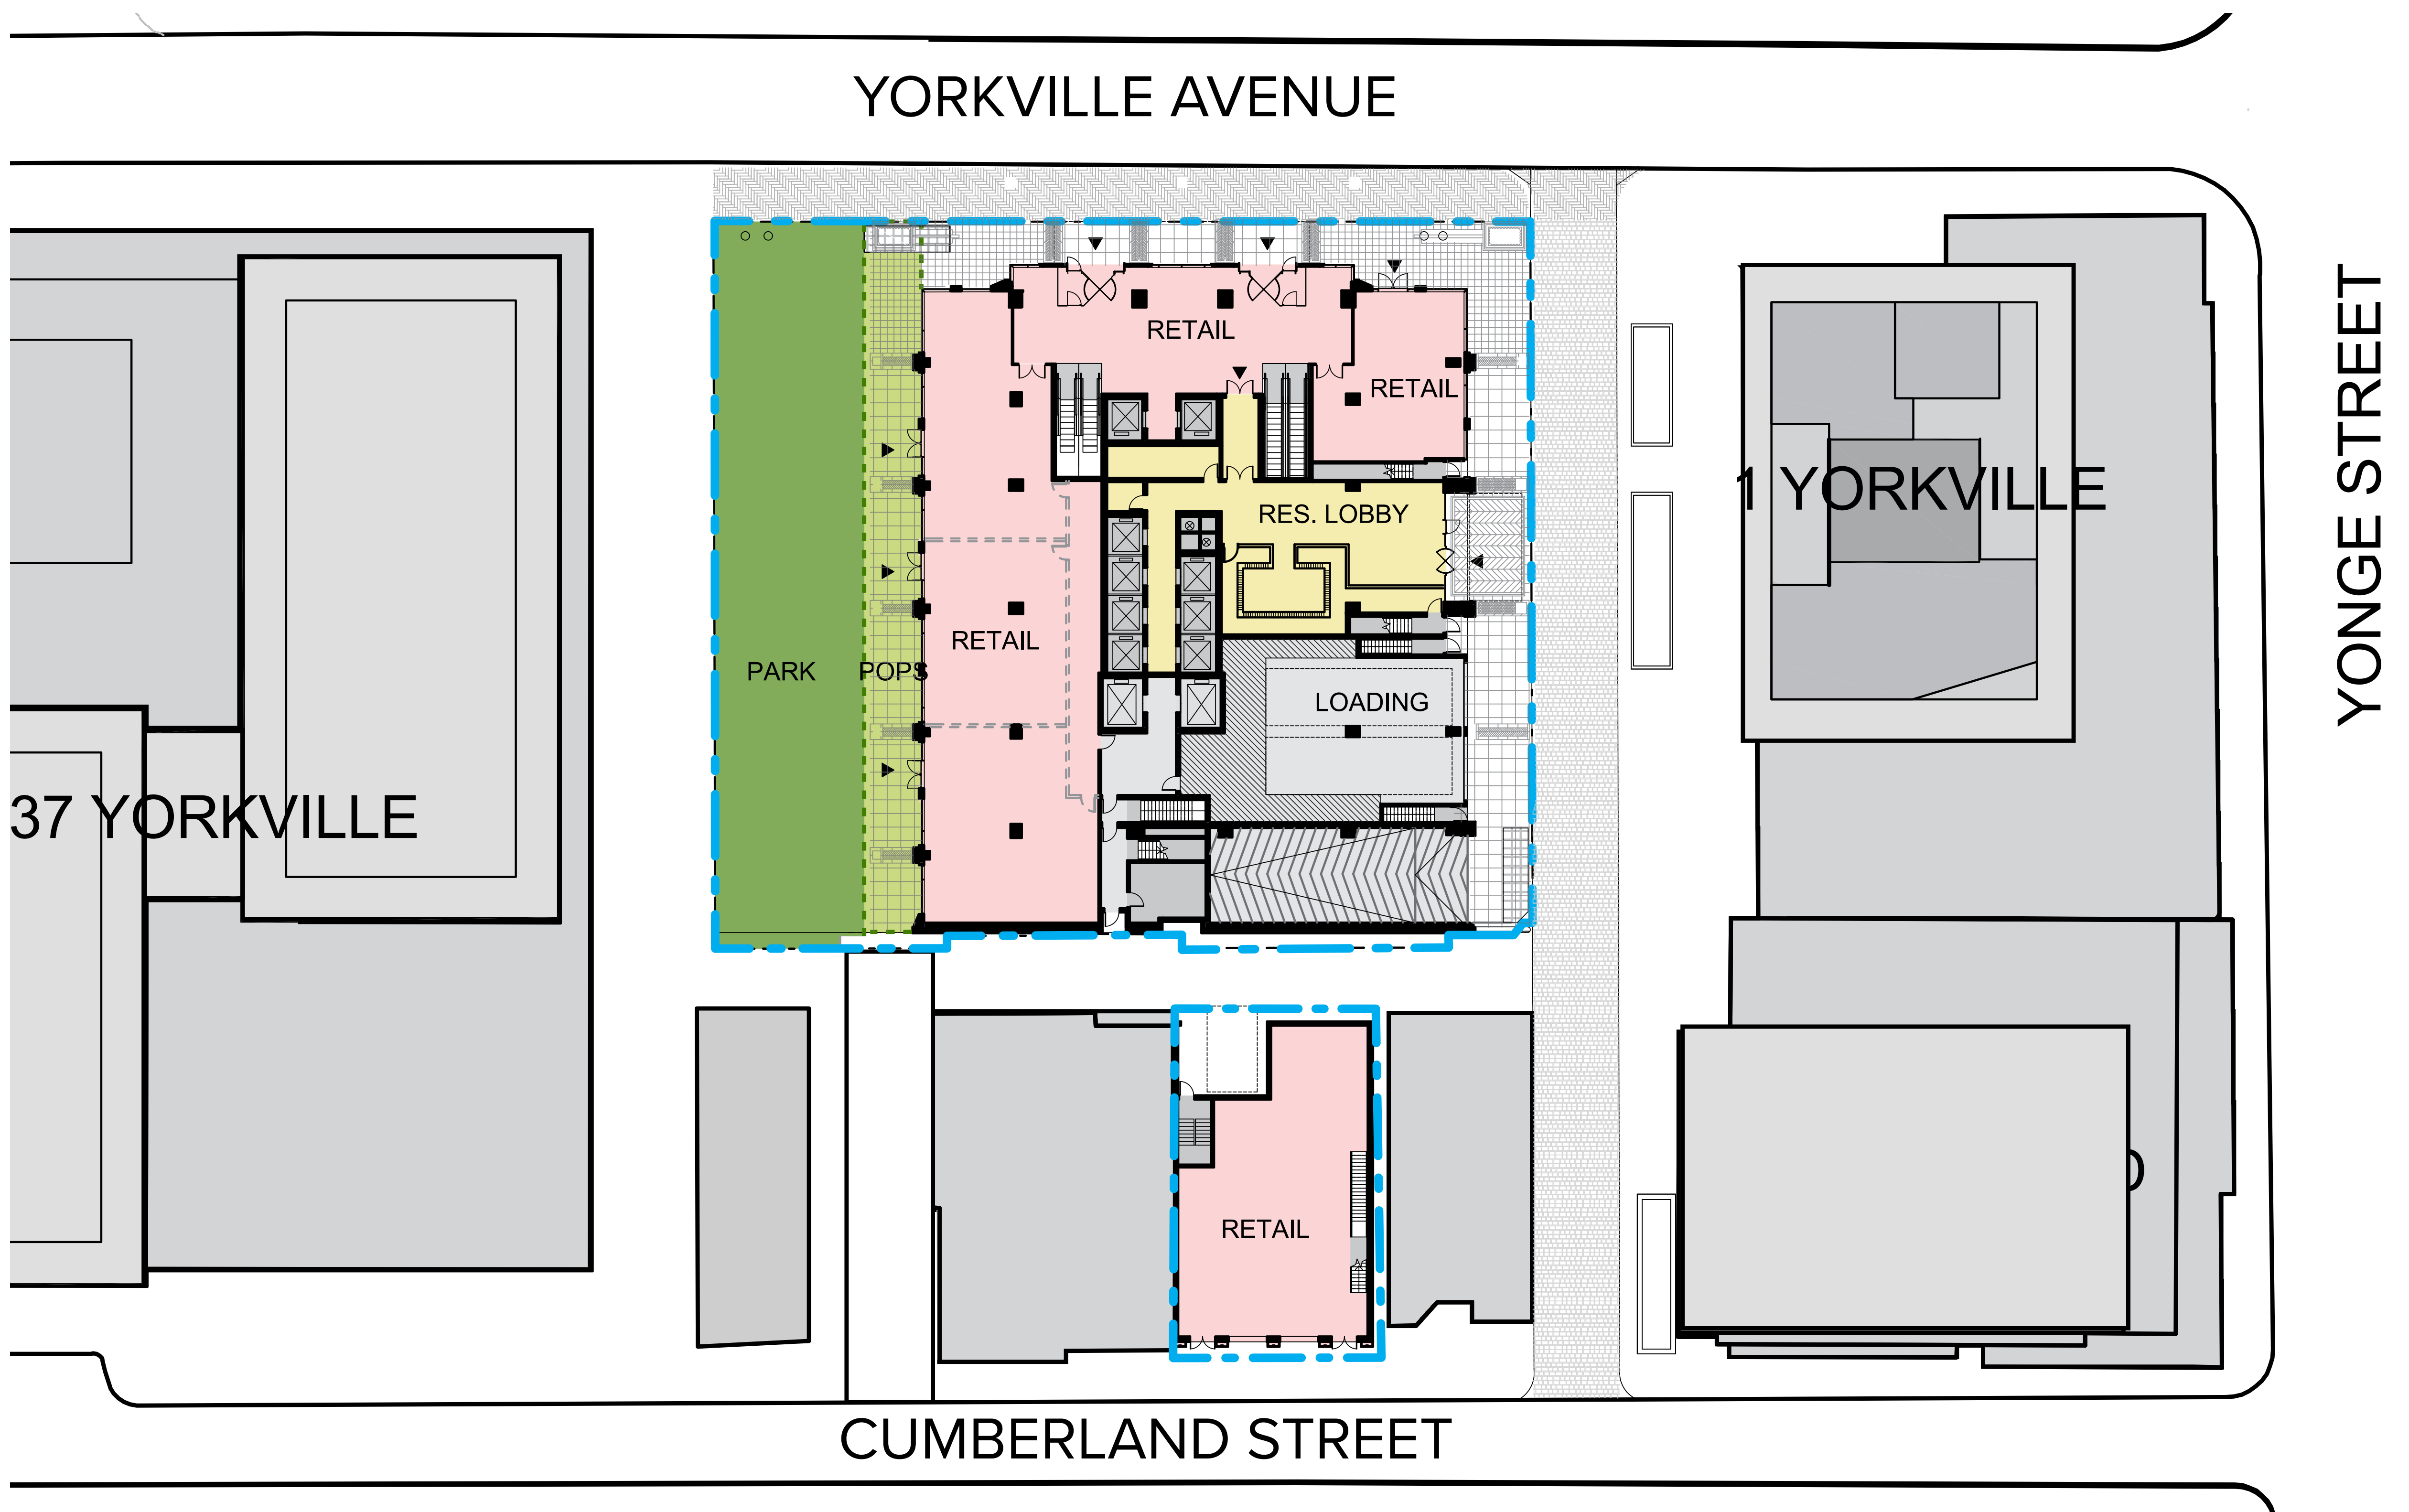 YORKVILLE AVENUE
YONGE STREET
RETAIL
RETAIL
1 YORKVILLE
RES. LOBBY
RETAIL
PARK
POPS
LOADING
37 YORKVILLE
RETAIL
CUMBERLAND STREET